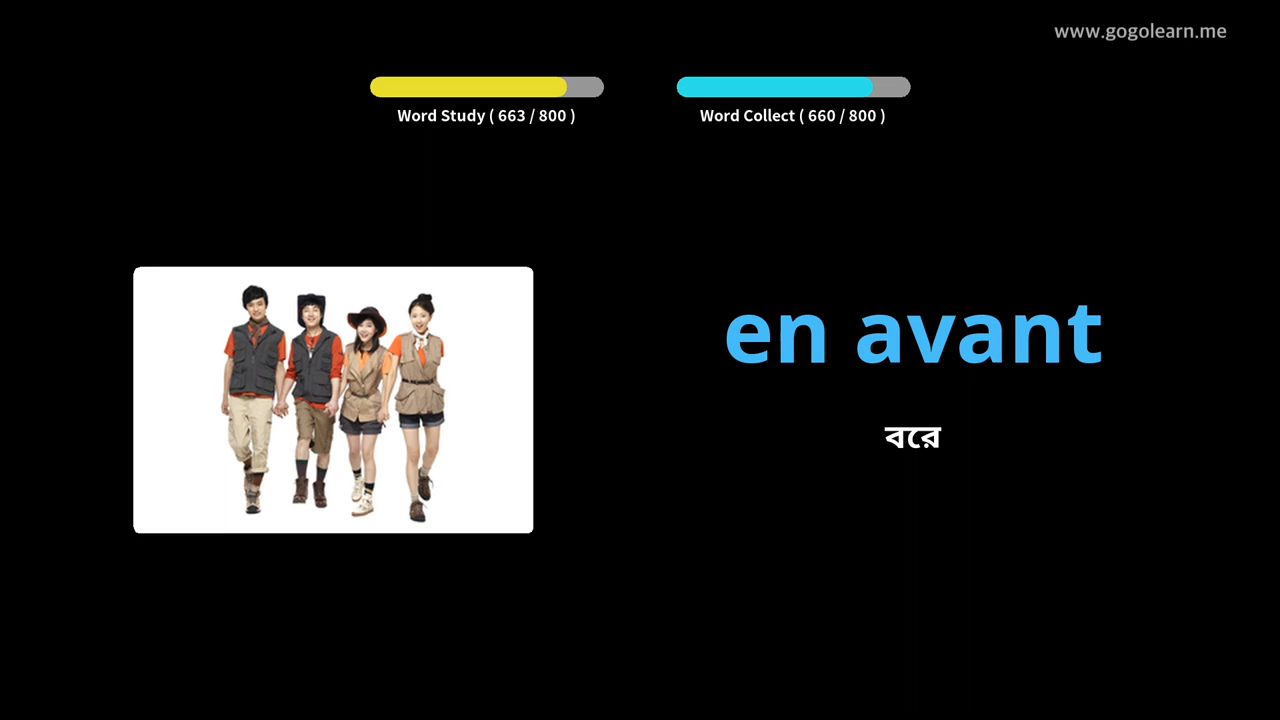 www.gogolearn.me
Word Study ( 663 / 800 )
Word Collect ( 660 / 800 )
en avant
বরে